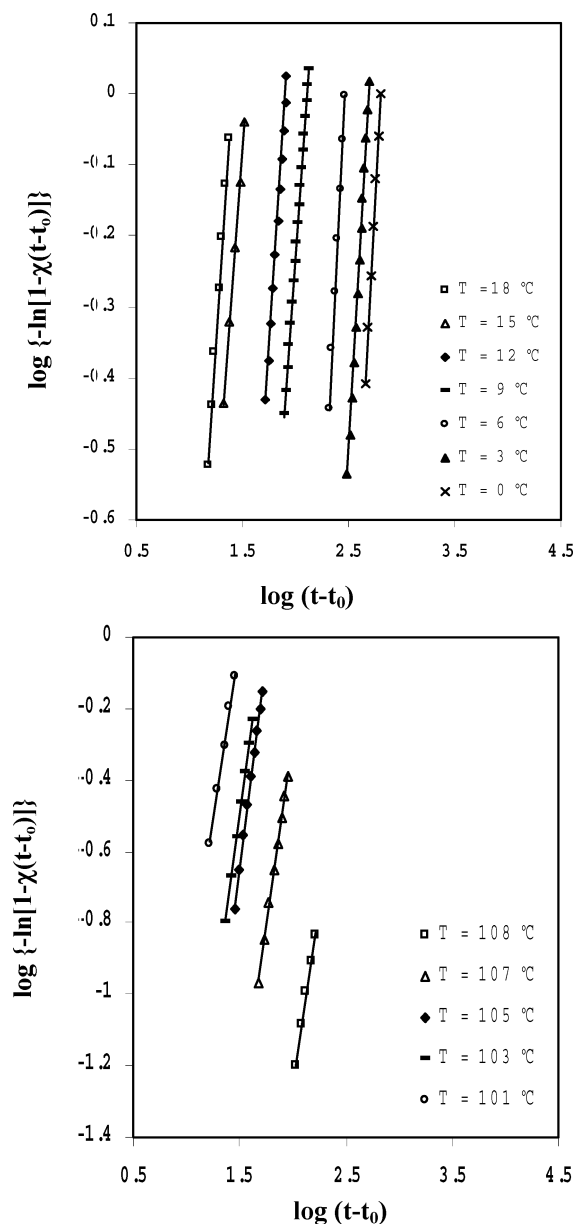 0.1
0
-0.1
-0.2
-0.3
-0.4
-0.5
-0.6
log {-ln[1-χ(t-t₀)]}
T = 18 ℃
T = 15 ℃
T = 12 ℃
T = 9 ℃
T = 6 ℃
T = 3 ℃
T = 0 ℃
0.5 1.5 2.5 3.5 4.5
log (t-t₀)
0
-0.2
-0.4
-0.6
-0.8
-1
-1.2
-1.4
log {-ln[1-χ(t-t₀)]}
T = 108 ℃
T = 107 ℃
T = 105 ℃
T = 103 ℃
T = 101 ℃
0.5 1.5 2.5 3.5 4.5
log (t-t₀)